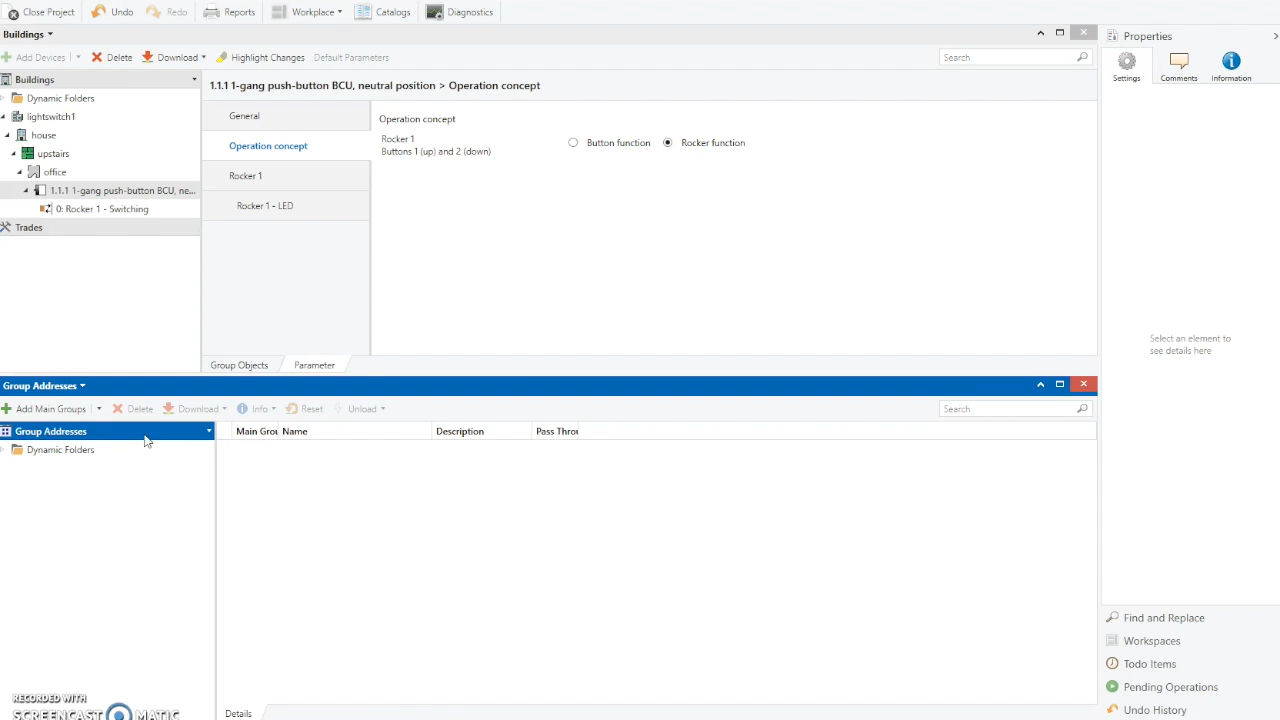 Close Project Undo Redo Reports Workplace Catalogs Diagnostics
Buildings
Add Devices Delete Download Highlight Changes Default Parameters Search
Buildings
Dynamic Folders
lightswitch1
house
upstairs
office
1.1.1 1-gang push-button BCU, ne...
0: Rocker 1 - Switching
Trades
1.1.1 1-gang push-button BCU, neutral position > Operation concept
General
Operation concept
Rocker 1
Rocker 1 - LED
Operation concept
Rocker 1
Buttons 1 (up) and 2 (down)
Button function Rocker function
Group Objects Parameter
Properties
Settings Comments Information
Select an element to
see details here
Group Addresses
Add Main Groups Delete Download Info Reset Unload Search
Group Addresses
Dynamic Folders
Main Grou Name Description Pass Throu
Details
Find and Replace
Workspaces
Todo Items
Pending Operations
Undo History
RECORDED WITH
SCREENCAST MATIC